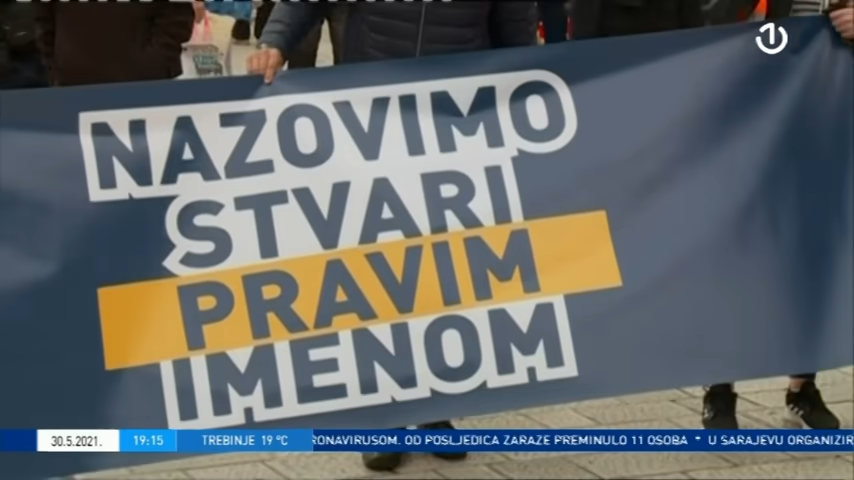 NAZOVIMO
STVARI
PRAVIM
IMENOM
30.5.2021. 19:15 TREBINJE 19 °C RONAVIRUSOM. OD POSLJEDICA ZARAZE PREMINULO 11 OSOBA * U SARAJEVU ORGANIZIR